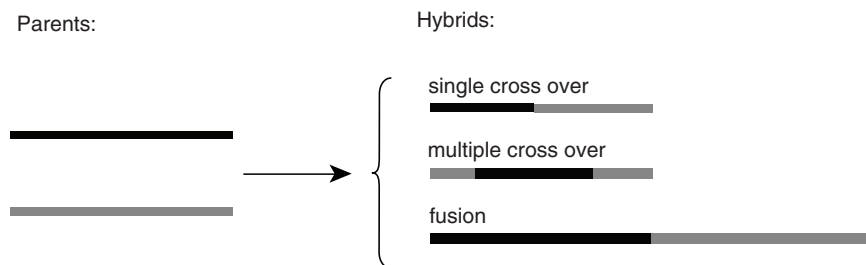 Parents:
Hybrids:
single cross over
multiple cross over
fusion